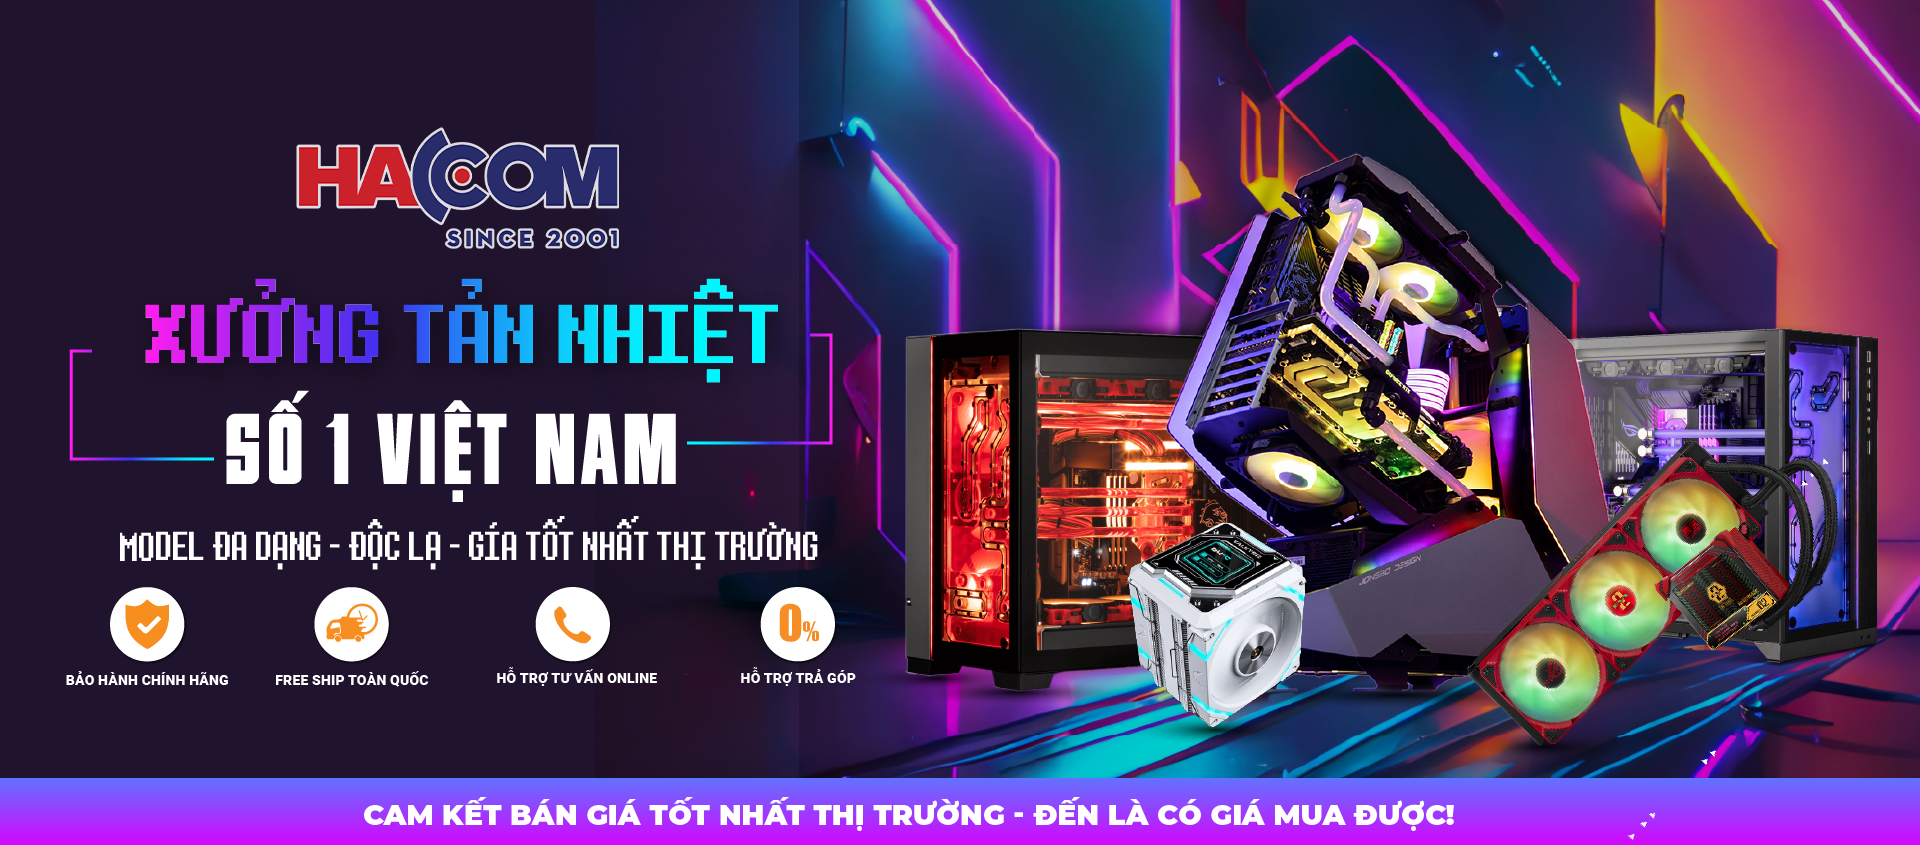 HACOM
SINCE 2001
XƯỞNG TẢN NHIỆT
SỐ 1 VIỆT NAM
MODEL ĐA DẠNG - ĐỘC LẠ - GÍA TỐT NHẤT THỊ TRƯỜNG
BẢO HÀNH CHÍNH HÃNG
FREE SHIP TOÀN QUỐC
HỖ TRỢ TƯ VẤN ONLINE
0%
HỖ TRỢ TRẢ GÓP
JONSBO DESIGN
CAM KẾT BÁN GIÁ TỐT NHẤT THỊ TRƯỜNG - ĐẾN LÀ CÓ GIÁ MUA ĐƯỢC!